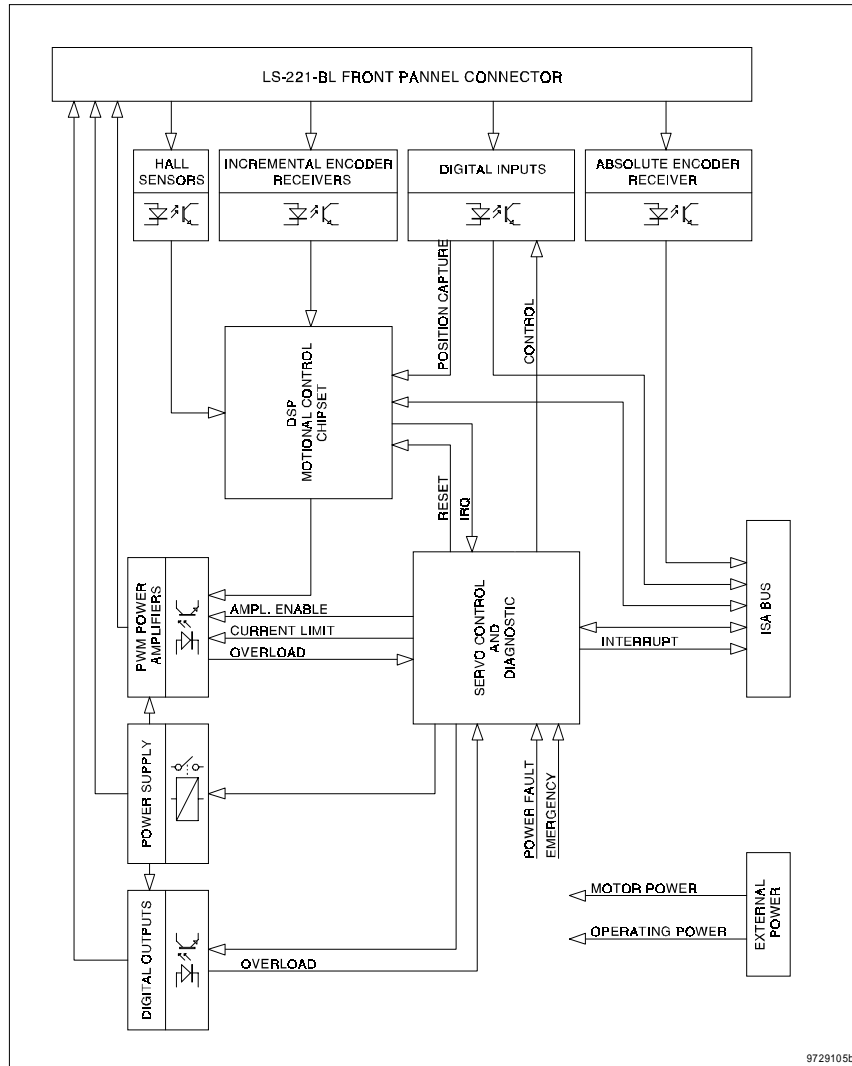 LS-221-BL FRONT PANNEL CONNECTOR
HALL
SENSORS
INCREMENTAL ENCODER
RECEIVERS
DIGITAL INPUTS
ABSOLUTE ENCODER
RECEIVER
POSITION CAPTURE
CONTROL
DSP
MOTIONAL CONTROL
CHIPSET
RESET
IRQ
PWM POWER
AMPLIFIERS
AMPL. ENABLE
CURRENT LIMIT
OVERLOAD
SERVO CONTROL
AND
DIAGNOSTIC
INTERRUPT
ISA BUS
POWER SUPPLY
POWER FAULT
EMERGENCY
DIGITAL OUTPUTS
OVERLOAD
MOTOR POWER
OPERATING POWER
EXTERNAL
POWER
9729105b